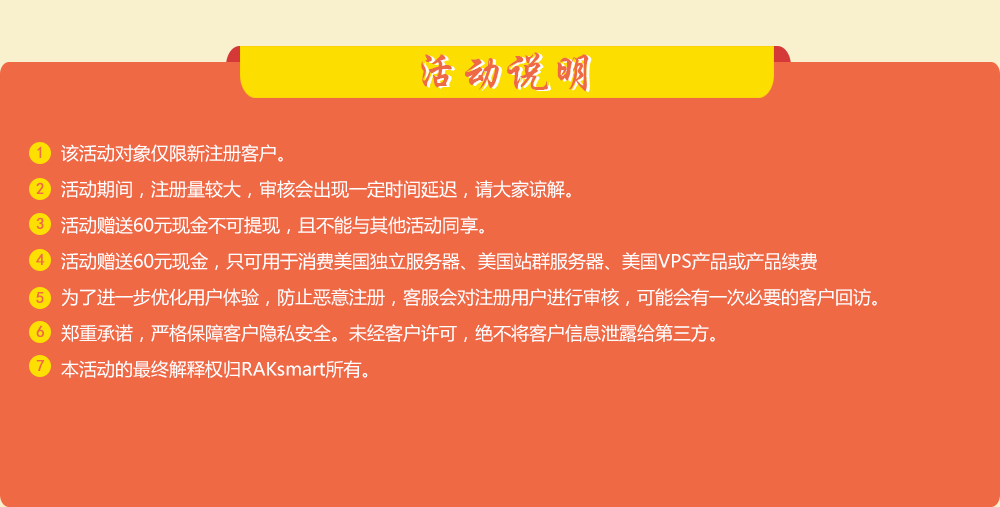 活动说明
1 该活动对象仅限新注册客户。
2 活动期间，注册量较大，审核会出现一定时间延迟，请大家谅解。
3 活动赠送60元现金不可提现，且不能与其他活动同享。
4 活动赠送60元现金，只可用于消费美国独立服务器、美国站群服务器、美国VPS产品或产品续费
5 为了进一步优化用户体验，防止恶意注册，客服会对注册用户进行审核，可能会有一次必要的客户回访。
6 郑重承诺，严格保障客户隐私安全。未经客户许可，绝不将客户信息泄露给第三方。
7 本活动的最终解释权归RAKsmart所有。